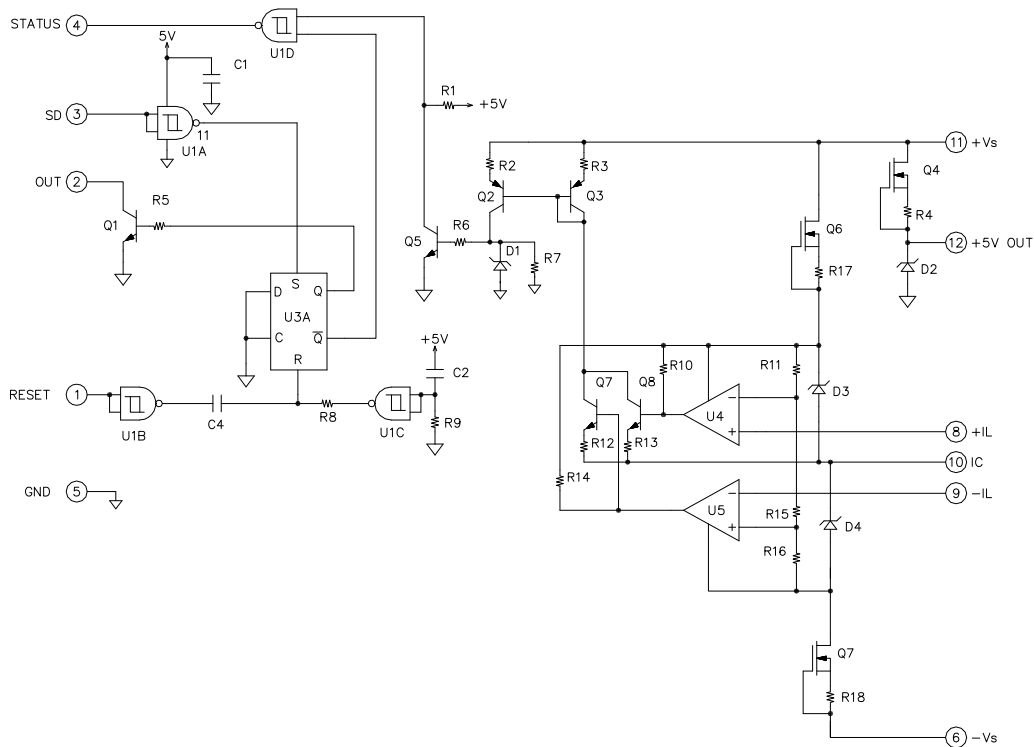 STATUS 4
5V
U1D
C1
R1
+5V
SD 3
11
U1A
11 +Vs
R2
R3
Q4
Q2
Q3
OUT 2
R5
R4
Q1
Q5
R6
Q6
12 +5V OUT
D1
R7
D2
R17
S
D
Q
U3A
C
Q
R
+5V
C2
R10
R11
Q7
Q8
D3
RESET 1
U4
−
+
R8
R9
U1B
C4
U1C
8 +IL
R12
R13
10 IC
R14
GND 5
9 −IL
−
U5
R15
+
D4
R16
Q7
R18
6 −Vs